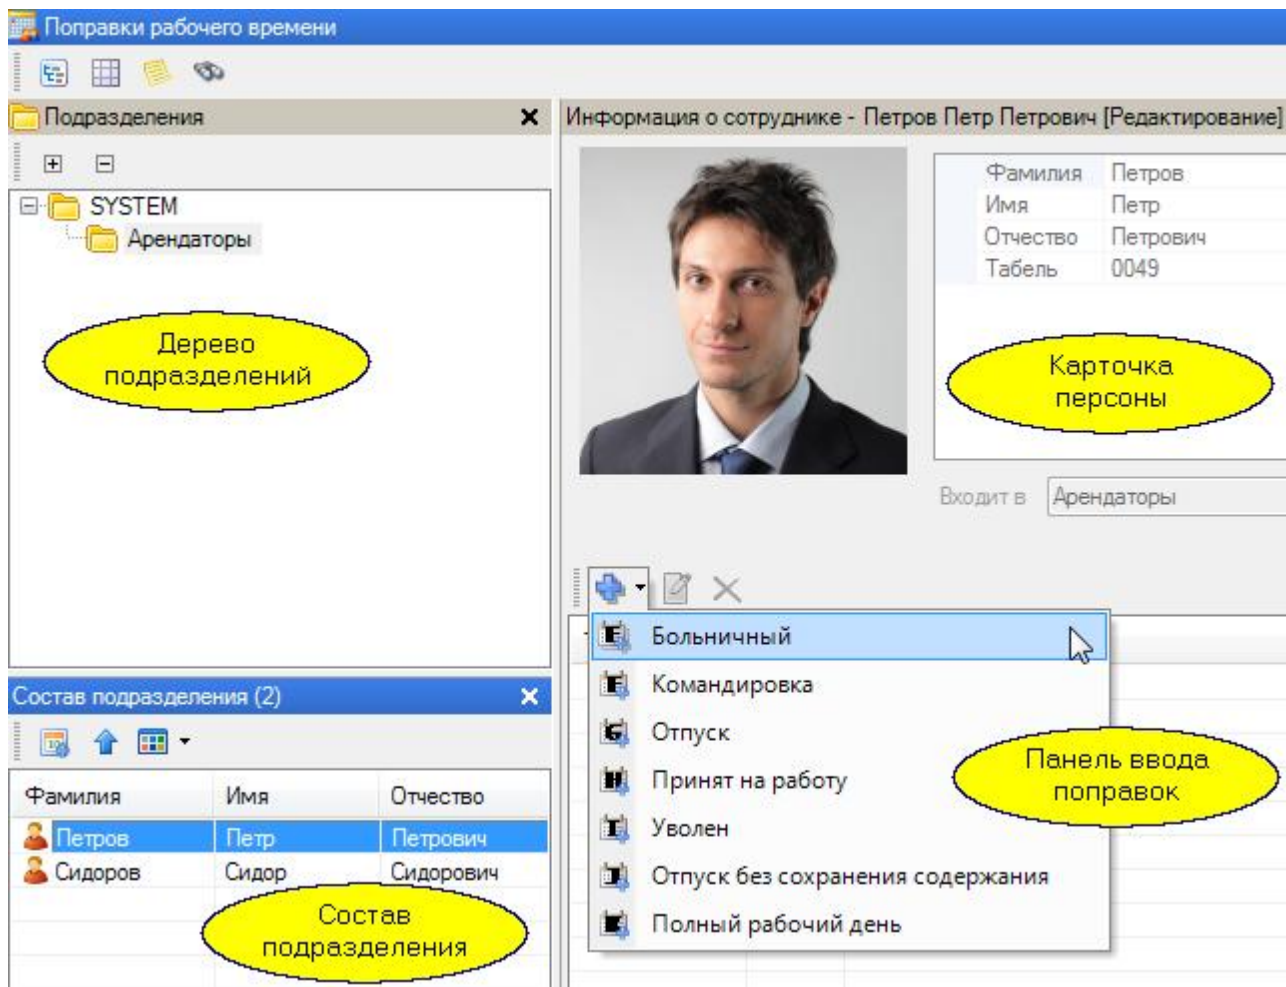 Поправки рабочего времени
Подразделения
SYSTEM
Арендаторы
Дерево
подразделений
Информация о сотруднике - Петров Петр Петрович [Редактирование]
Фамилия Петров
Имя Петр
Отчество Петрович
Табель 0049
Карточка
персоны
Входит в Арендаторы
Больничный
Командировка
Отпуск
Принят на работу
Уволен
Отпуск без сохранения содержания
Полный рабочий день
Панель ввода
поправок
Состав подразделения (2)
Фамилия Имя Отчество
Петров Петр Петрович
Сидоров Сидор Сидорович
Состав
подразделения